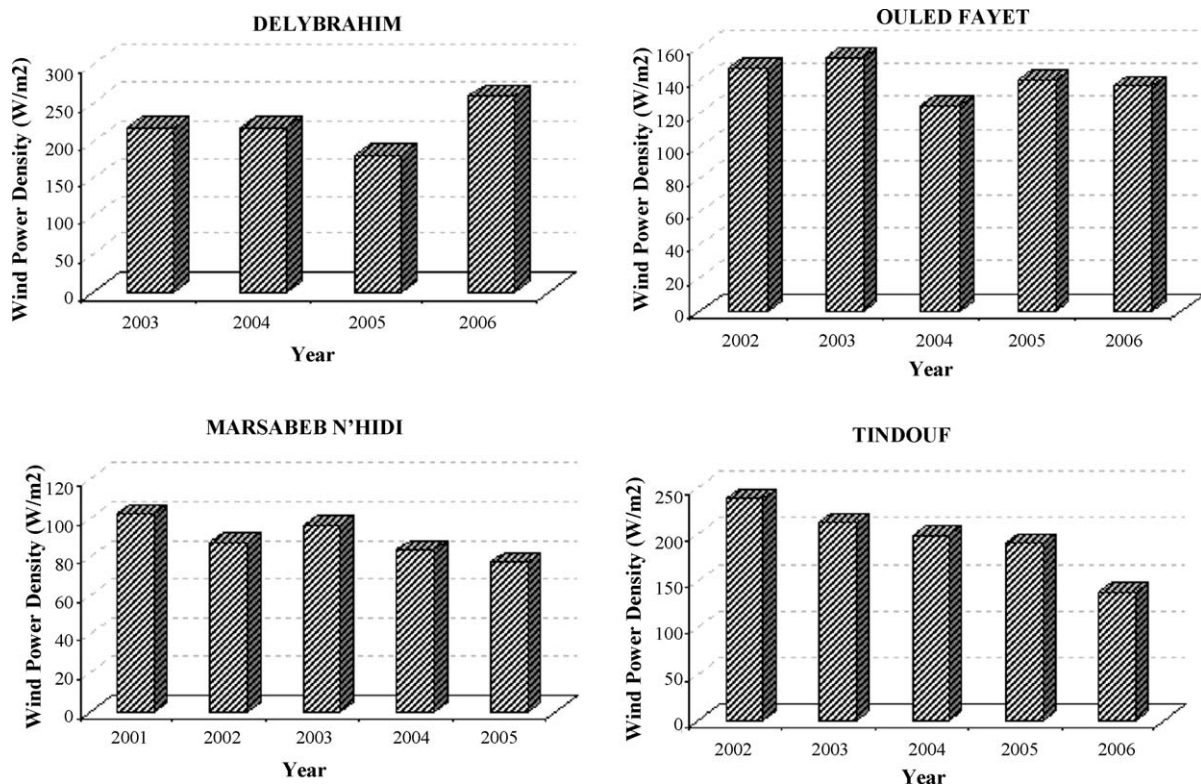 DELYBRAHIM
Wind Power Density (W/m2)
300
250
200
150
100
50
0
2003 2004 2005 2006
Year
OULED FAYET
Wind Power Density (W/m2)
160
140
120
100
80
60
40
20
0
2002 2003 2004 2005 2006
Year
MARSABEB N’HIDI
Wind Power Density (W/m2)
120
100
80
60
40
20
0
2001 2002 2003 2004 2005
Year
TINDOUF
Wind Power Density (W/m2)
250
200
150
100
50
0
2002 2003 2004 2005 2006
Year